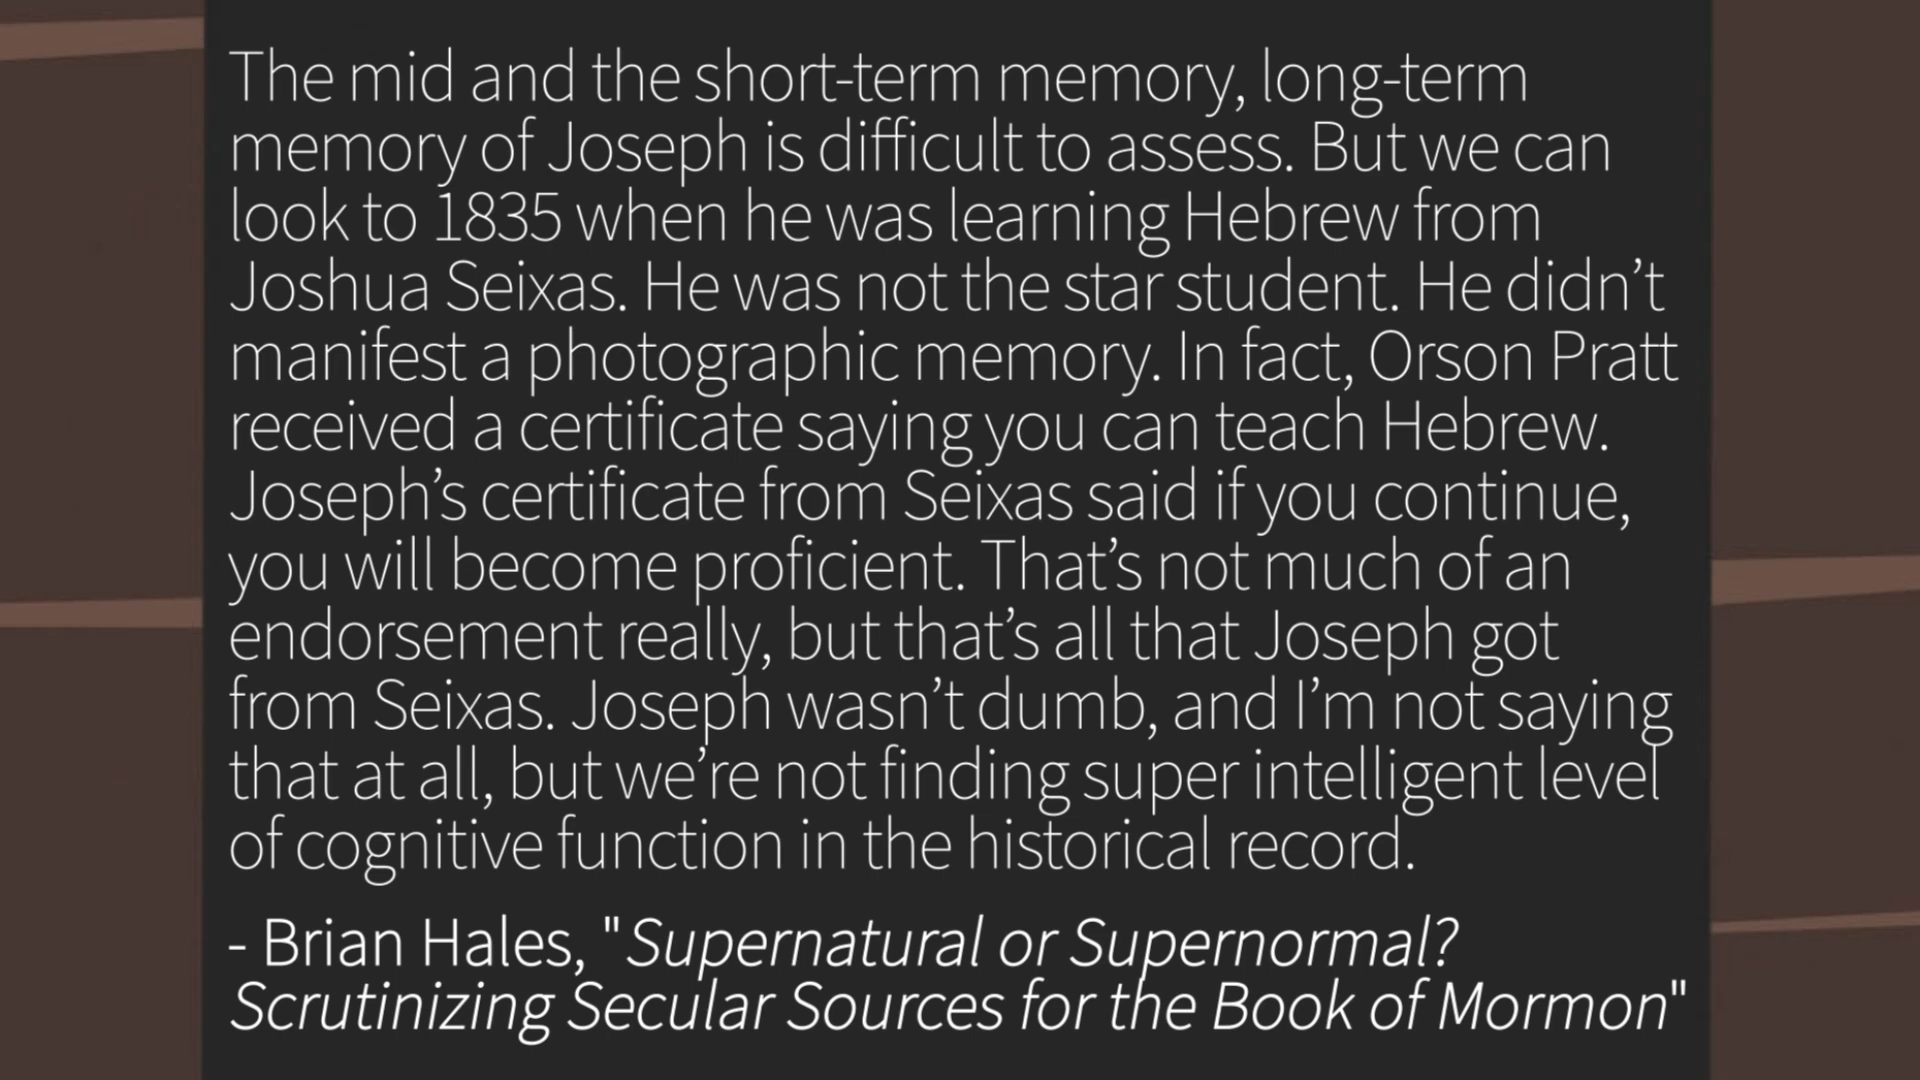 The mid and the short-term memory, long-term
memory of Joseph is difficult to assess. But we can
look to 1835 when he was learning Hebrew from
Joshua Seixas. He was not the star student. He didn’t
manifest a photographic memory. In fact, Orson Pratt
received a certificate saying you can teach Hebrew.
Joseph’s certificate from Seixas said if you continue,
you will become proficient. That’s not much of an
endorsement really, but that’s all that Joseph got
from Seixas. Joseph wasn’t dumb, and I’m not saying
that at all, but we’re not finding super intelligent level
of cognitive function in the historical record.
- Brian Hales, "Supernatural or Supernormal?
Scrutinizing Secular Sources for the Book of Mormon"